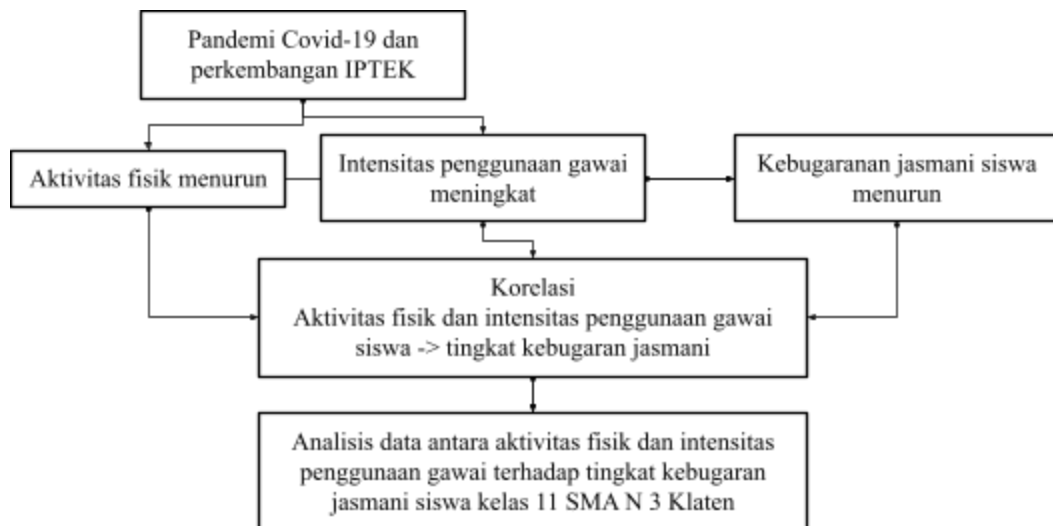 Pandemi Covid-19 dan
perkembangan IPTEK
Aktivitas fisik menurun
Intensitas penggunaan gawai
meningkat
Kebugaranan jasmani siswa
menurun
Korelasi
Aktivitas fisik dan intensitas penggunaan gawai
siswa -> tingkat kebugaran jasmani
Analisis data antara aktivitas fisik dan intensitas
penggunaan gawai terhadap tingkat kebugaran
jasmani siswa kelas 11 SMA N 3 Klaten